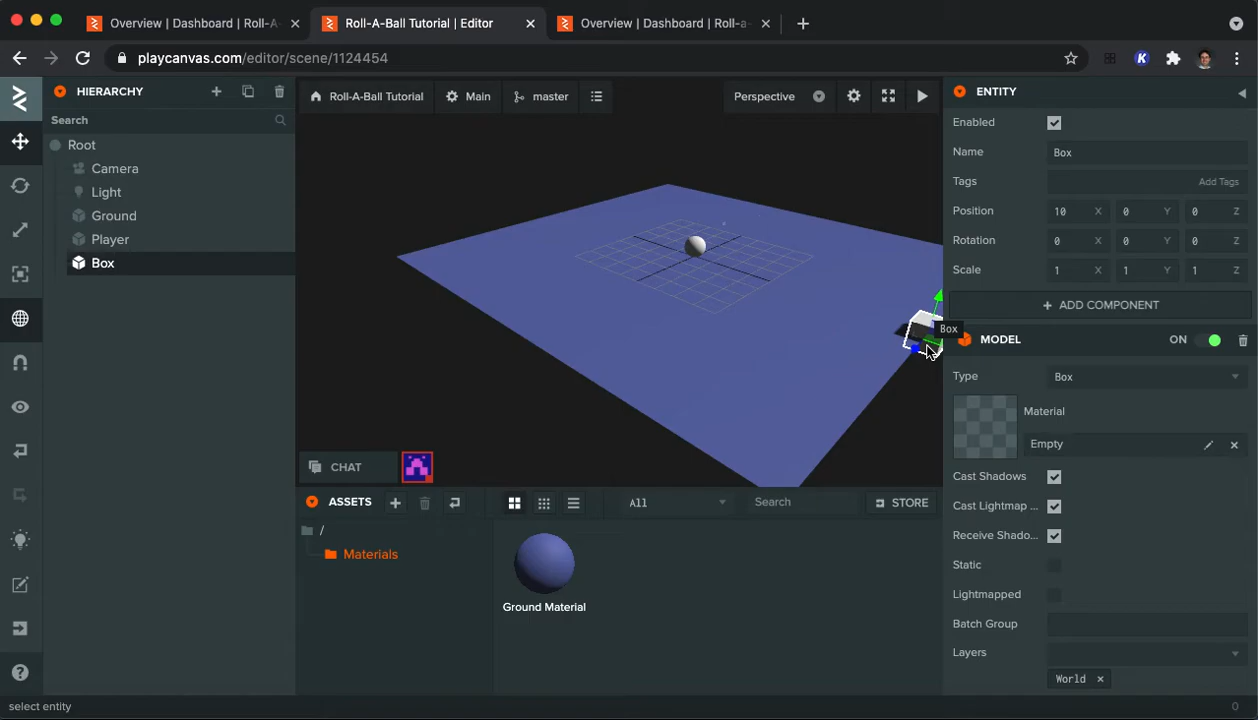 Overview | Dashboard | Roll-A-
Roll-A-Ball Tutorial | Editor
Overview | Dashboard | Roll-a-
playcanvas.com/editor/scene/1124454
K
HIERARCHY
Search
Root
Camera
Light
Ground
Player
Box
Roll-A-Ball Tutorial
Main
master
Perspective
Box
CHAT
ASSETS
All
Search
STORE
/
Materials
Ground Material
ENTITY
Enabled
Name
Box
Tags
Add Tags
Position
10 X 0 Y 0 Z
Rotation
0 X 0 Y 0 Z
Scale
1 X 1 Y 1 Z
ADD COMPONENT
MODEL
ON
Type
Box
Material
Empty
Cast Shadows
Cast Lightmap ...
Receive Shado...
Static
Lightmapped
Batch Group
Layers
World
select entity
0